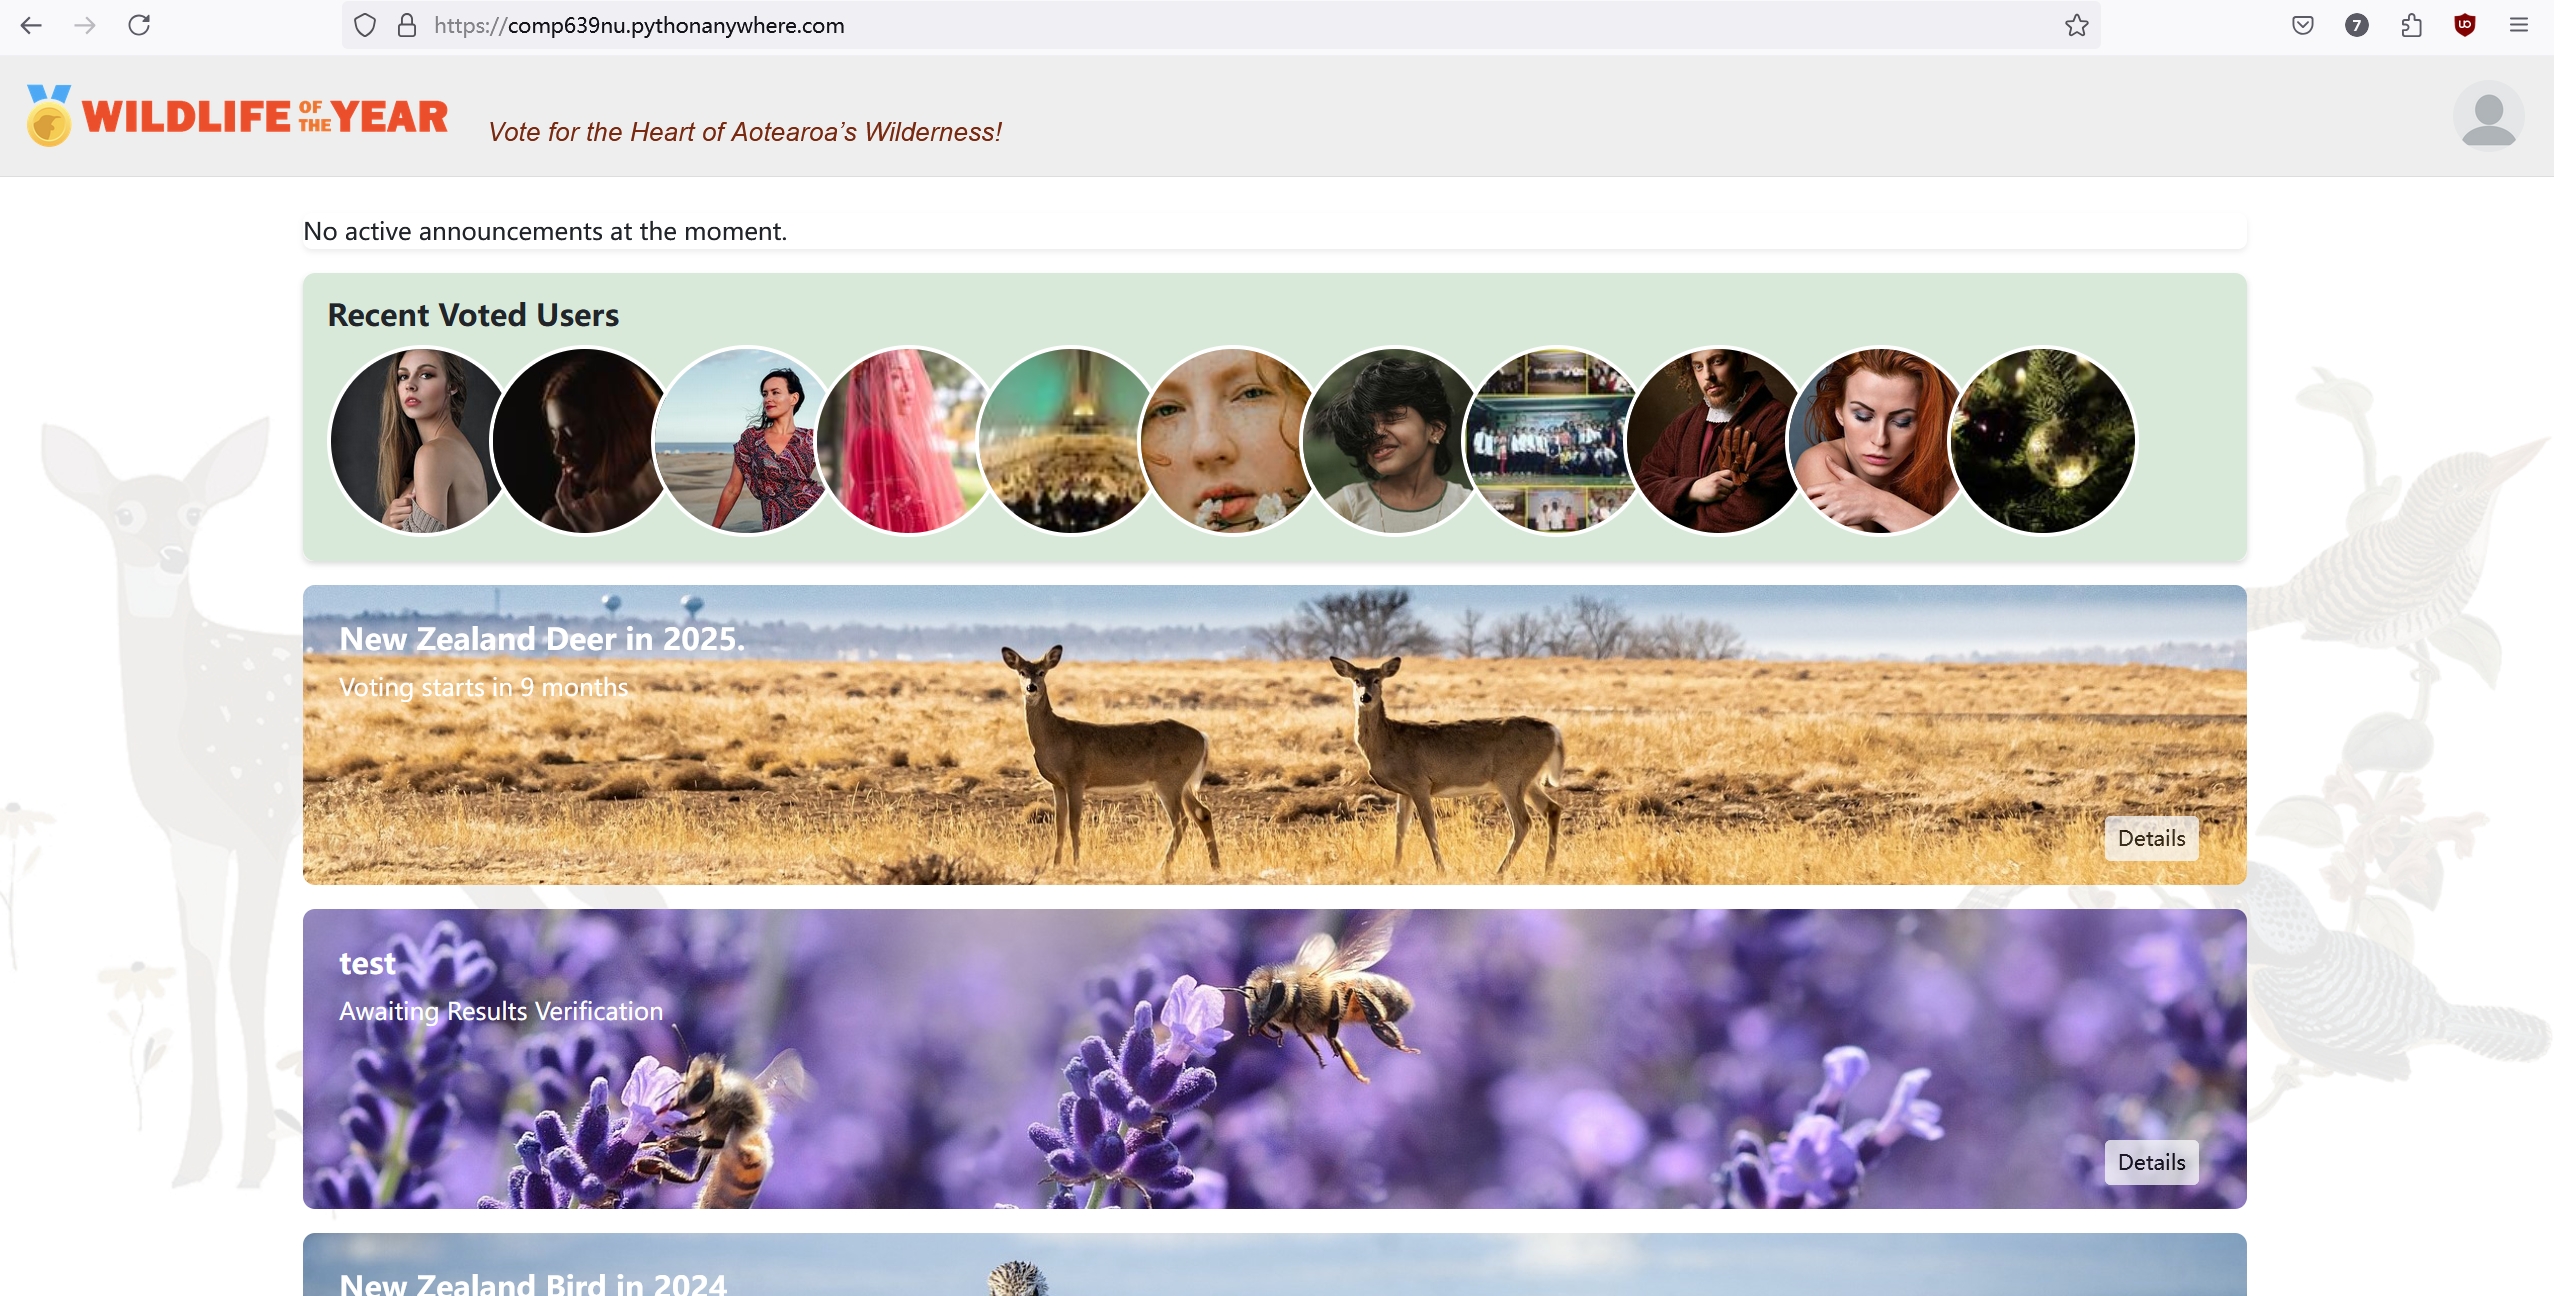 https://comp639nu.pythonanywhere.com
7
WILDLIFE OF THE YEAR
Vote for the Heart of Aotearoa's Wilderness!
No active announcements at the moment.
Recent Voted Users
New Zealand Deer in 2025.
Voting starts in 9 months
Details
test
Awaiting Results Verification
Details
New Zealand Bird in 2024